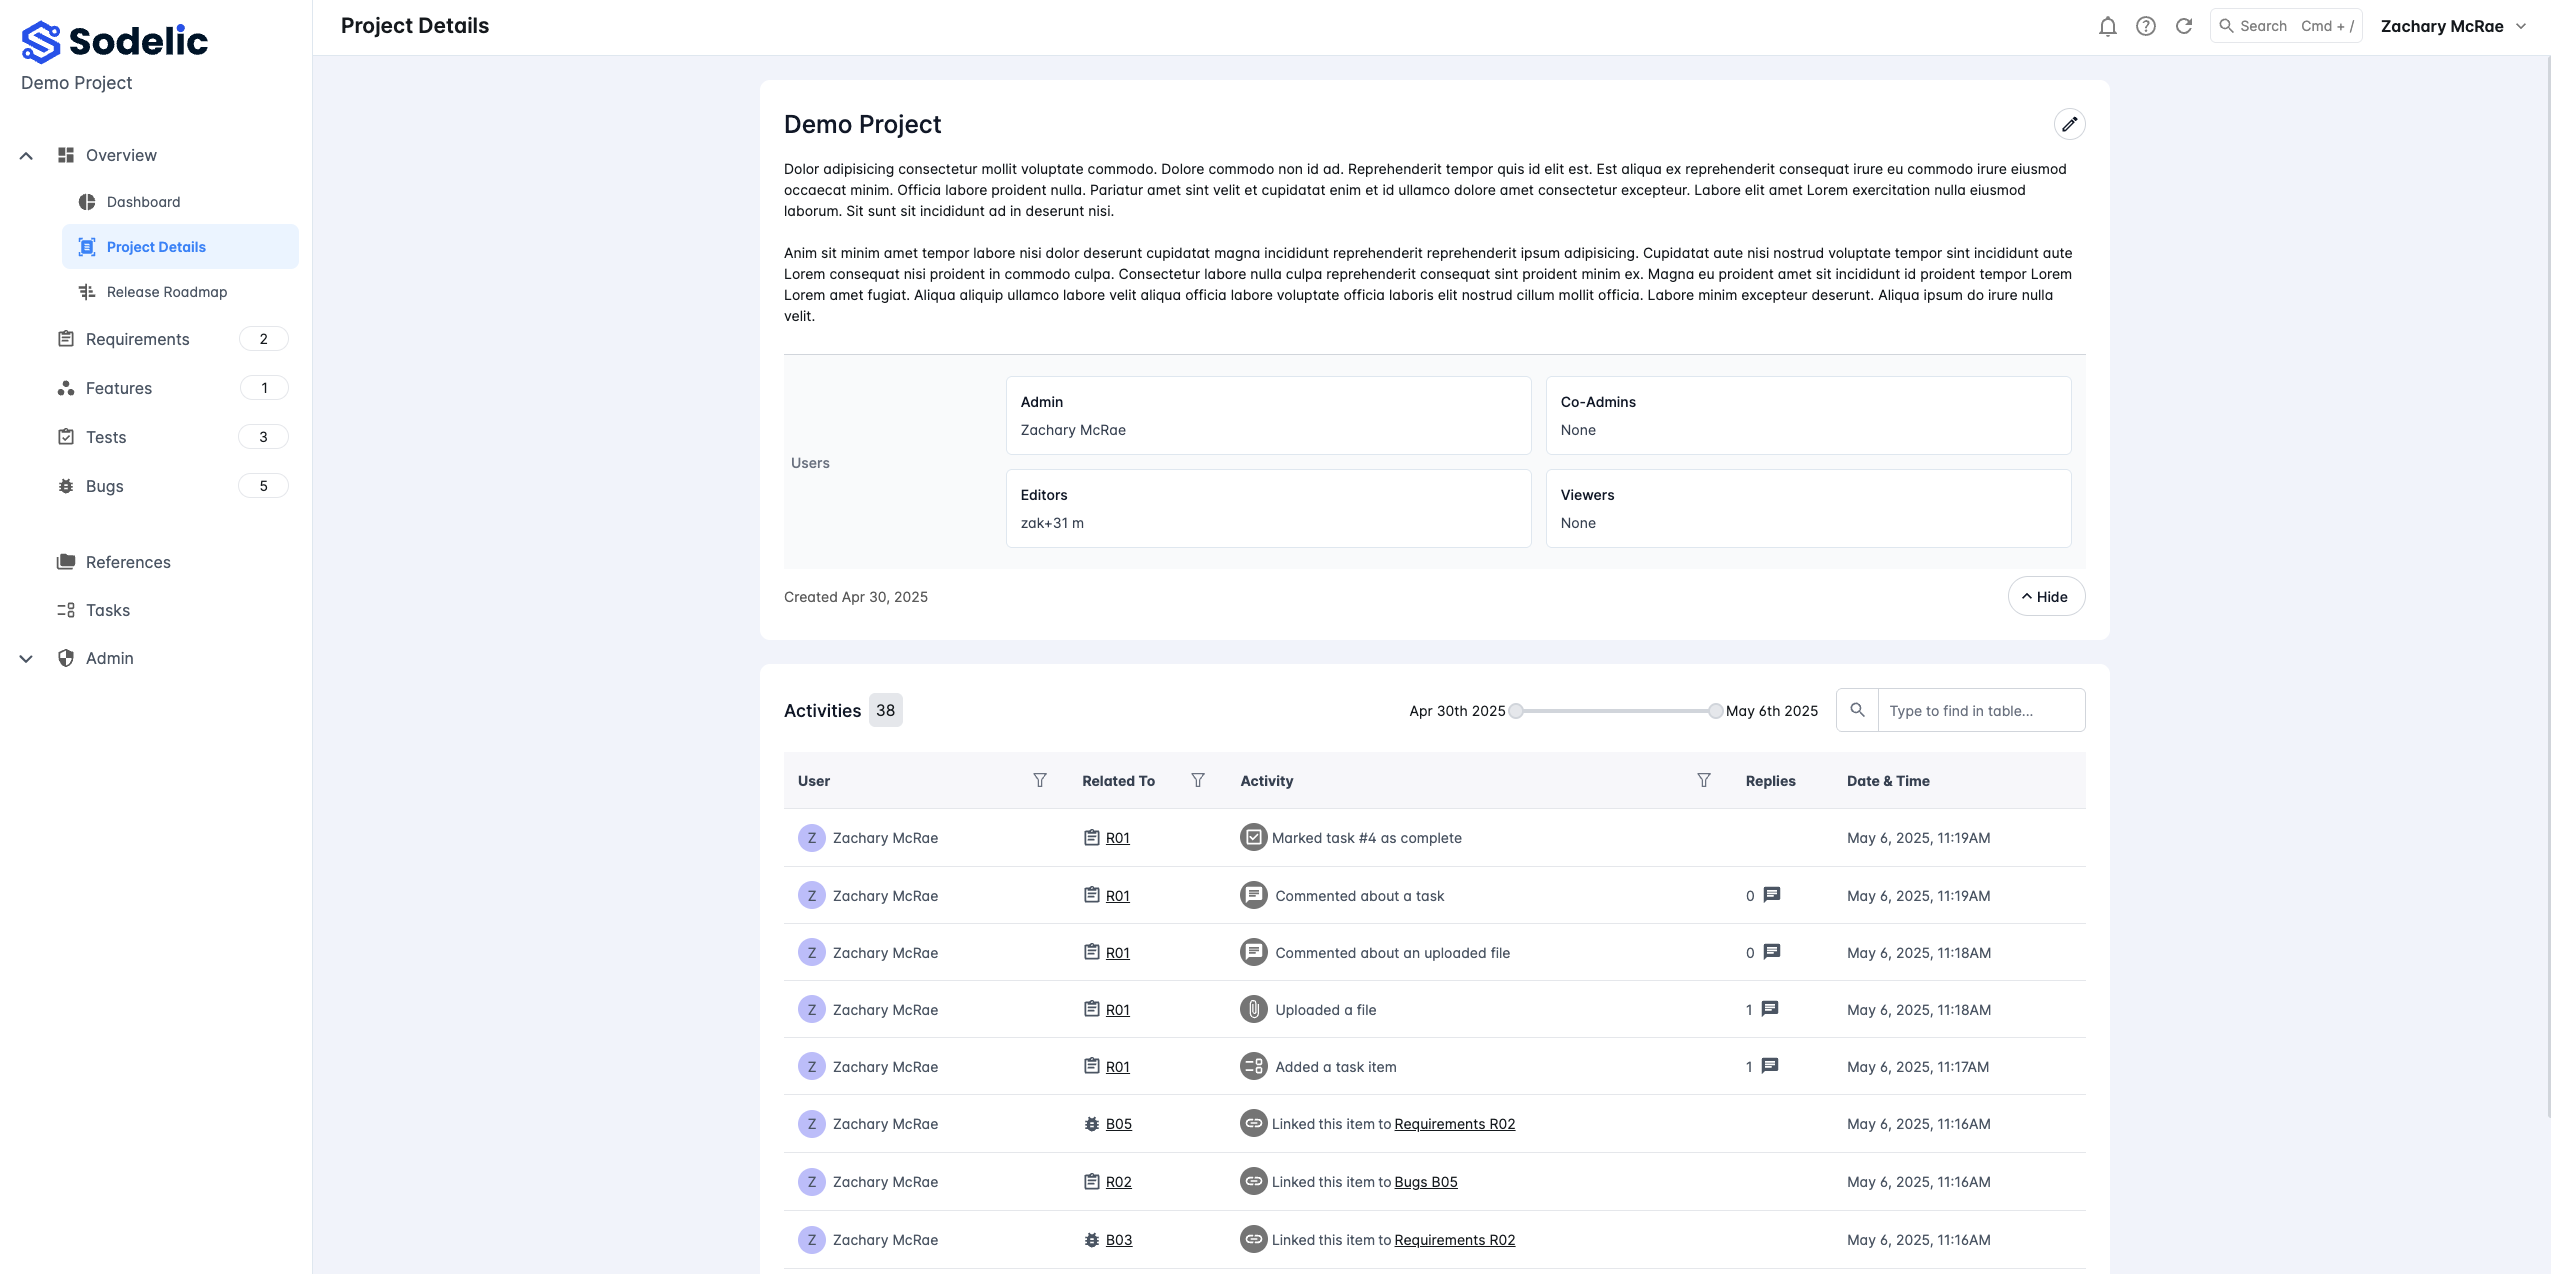 Sodelic
Demo Project
Overview
Dashboard
Project Details
Release Roadmap
Requirements 2
Features 1
Tests 3
Bugs 5
References
Tasks
Admin
Project Details
Search Cmd + /
Zachary McRae
Demo Project
Dolor adipisicing consectetur mollit voluptate commodo. Dolore commodo non id ad. Reprehenderit tempor quis id elit est. Est aliqua ex reprehenderit consequat irure eu commodo irure eiusmod
occaecat minim. Officia labore proident nulla. Pariatur amet sint velit et cupidatat enim et id ullamco dolore amet consectetur excepteur. Labore elit amet Lorem exercitation nulla eiusmod
laborum. Sit sunt sit incididunt ad in deserunt nisi.
Anim sit minim amet tempor labore nisi dolor deserunt cupidatat magna incididunt reprehenderit reprehenderit ipsum adipisicing. Cupidatat aute nisi nostrud voluptate tempor sint incididunt aute
Lorem consequat nisi proident in commodo culpa. Consectetur labore nulla culpa reprehenderit consequat sint proident minim ex. Magna eu proident amet sit incididunt id proident tempor Lorem
Lorem amet fugiat. Aliqua aliquip ullamco labore velit aliqua officia labore voluptate officia laboris elit nostrud cillum mollit officia. Labore minim excepteur deserunt. Aliqua ipsum do irure nulla
velit.
Users
Admin
Zachary McRae
Co-Admins
None
Editors
zak+31 m
Viewers
None
Created Apr 30, 2025
Hide
Activities 38
Apr 30th 2025 May 6th 2025
Type to find in table...
User Related To Activity Replies Date & Time
Z Zachary McRae R01 Marked task #4 as complete May 6, 2025, 11:19AM
Z Zachary McRae R01 Commented about a task 0 May 6, 2025, 11:19AM
Z Zachary McRae R01 Commented about an uploaded file 0 May 6, 2025, 11:18AM
Z Zachary McRae R01 Uploaded a file 1 May 6, 2025, 11:18AM
Z Zachary McRae R01 Added a task item 1 May 6, 2025, 11:17AM
Z Zachary McRae B05 Linked this item to Requirements R02 May 6, 2025, 11:16AM
Z Zachary McRae R02 Linked this item to Bugs B05 May 6, 2025, 11:16AM
Z Zachary McRae B03 Linked this item to Requirements R02 May 6, 2025, 11:16AM